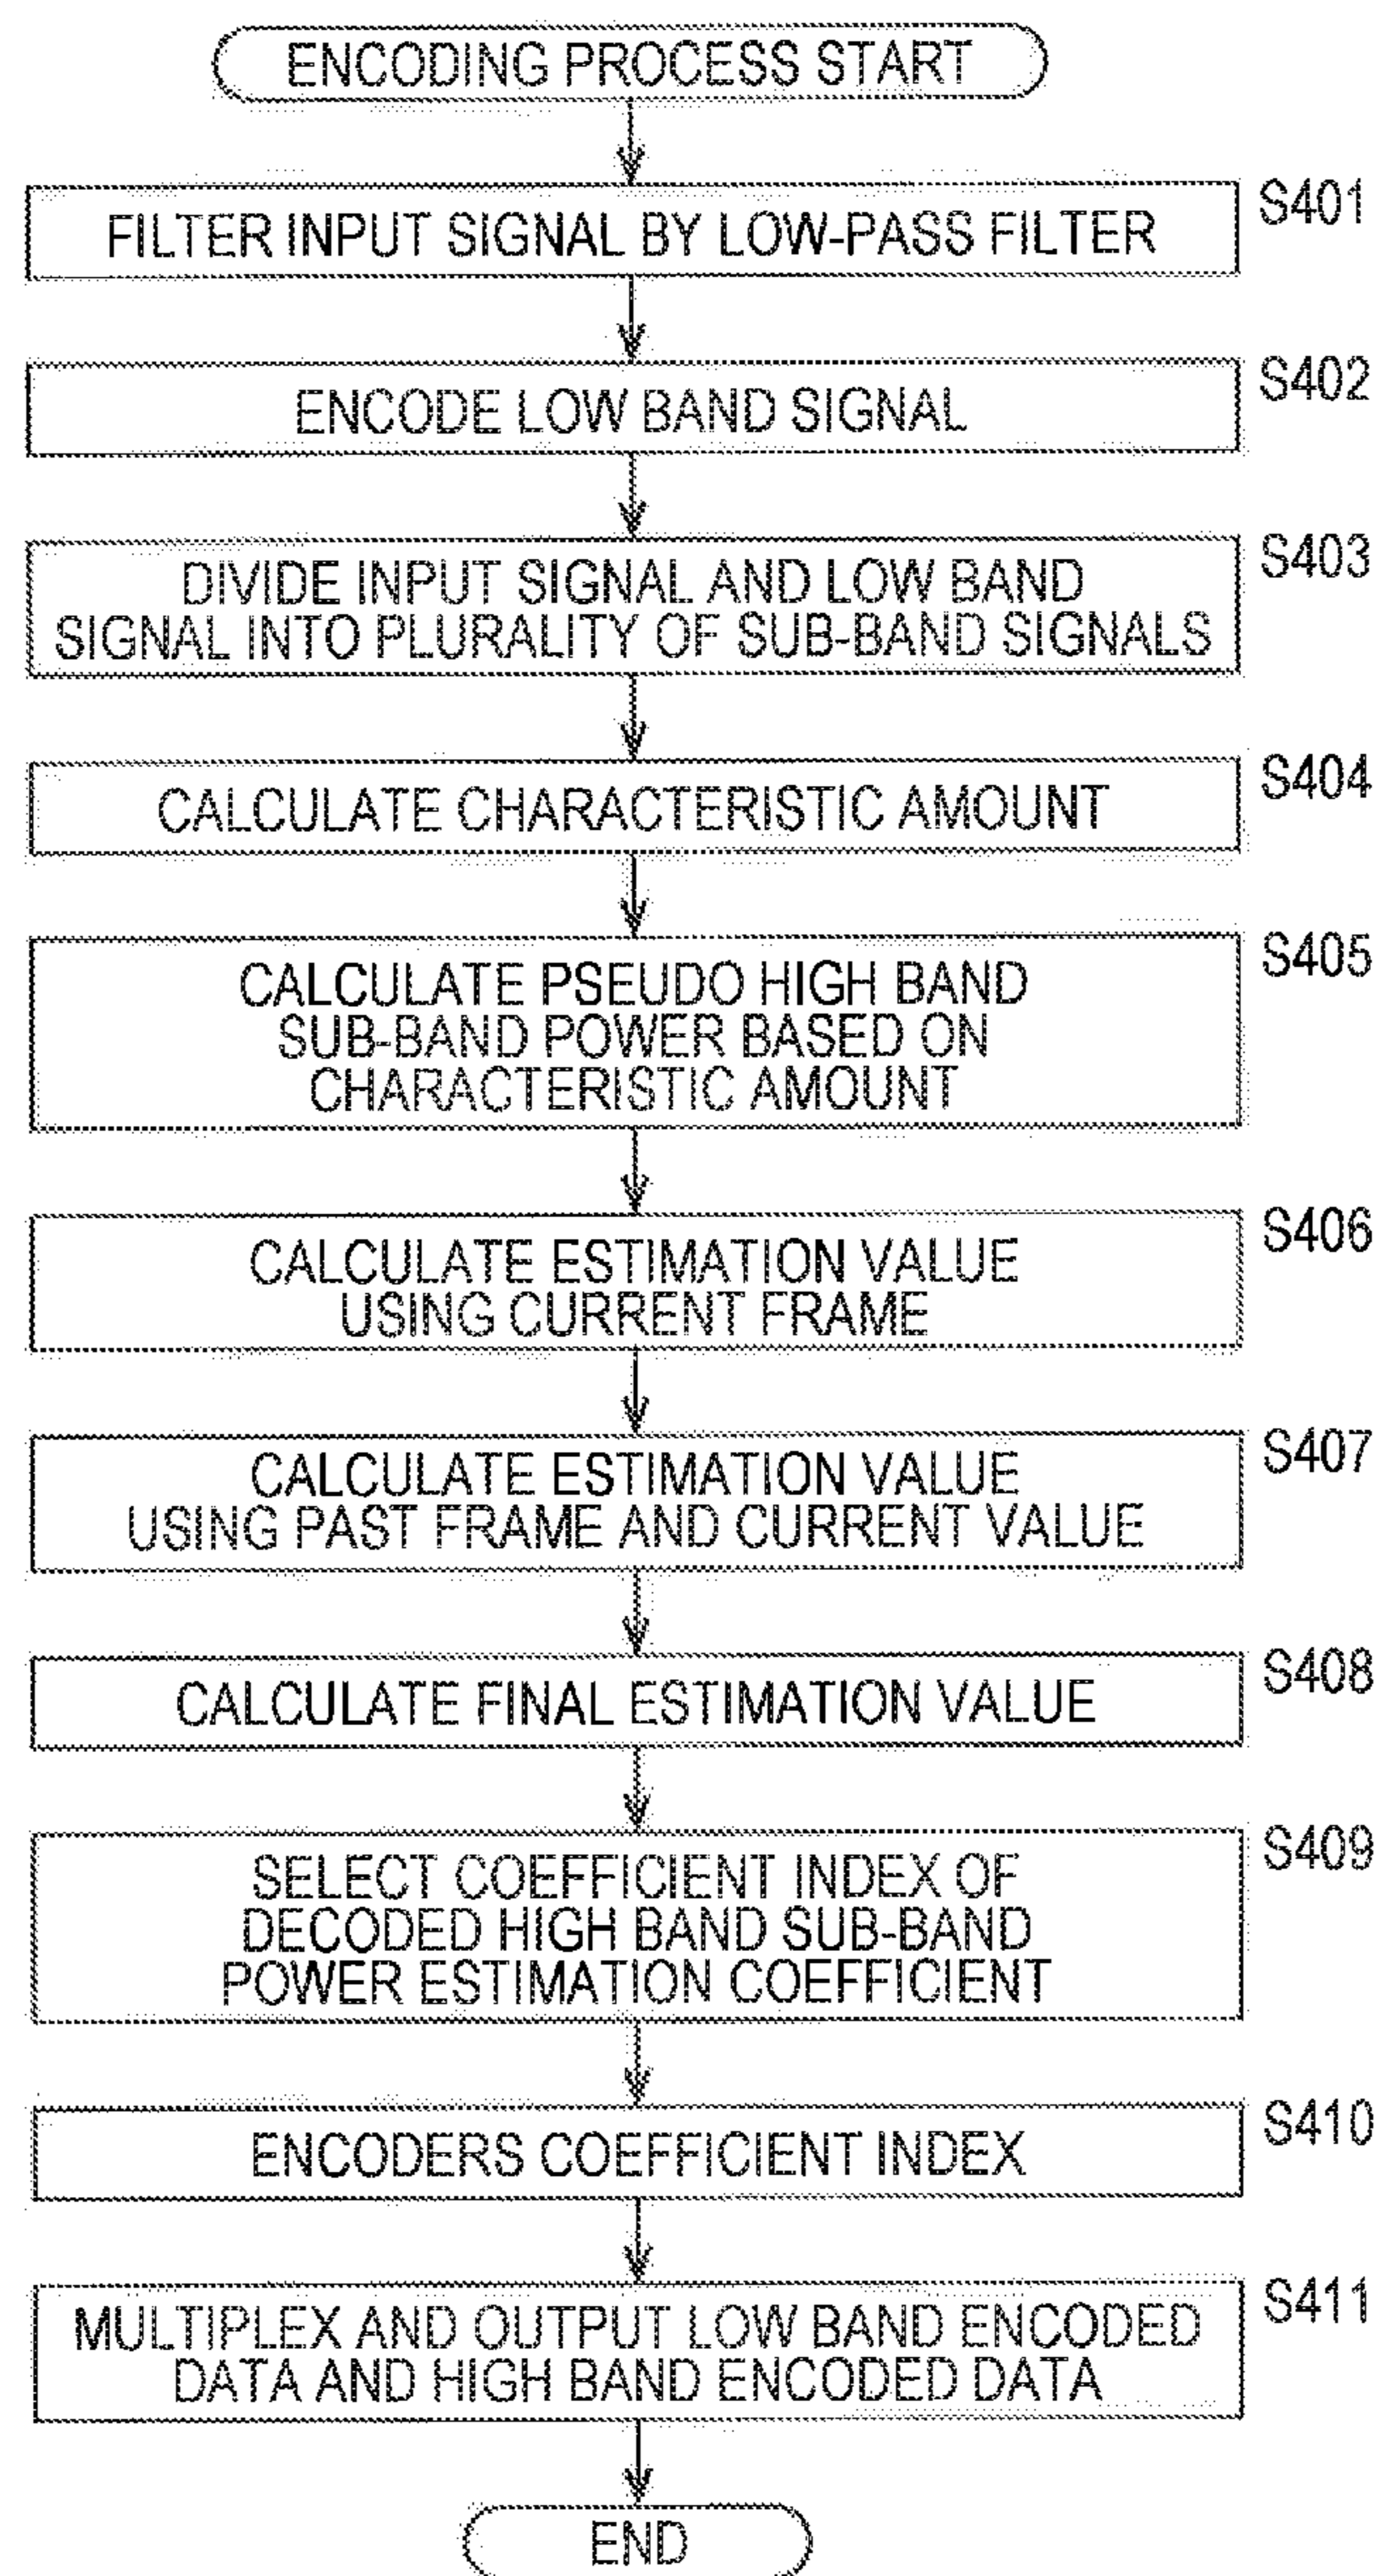 ENCODING PROCESS START
S401
FILTER INPUT SIGNAL BY LOW-PASS FILTER
S402
ENCODE LOW BAND SIGNAL
S403
DIVIDE INPUT SIGNAL AND LOW BAND
SIGNAL INTO PLURALITY OF SUB-BAND SIGNALS
S404
CALCULATE CHARACTERISTIC AMOUNT
S405
CALCULATE PSEUDO HIGH BAND
SUB-BAND POWER BASED ON
CHARACTERISTIC AMOUNT
S406
CALCULATE ESTIMATION VALUE
USING CURRENT FRAME
S407
CALCULATE ESTIMATION VALUE
USING PAST FRAME AND CURRENT VALUE
S408
CALCULATE FINAL ESTIMATION VALUE
S409
SELECT COEFFICIENT INDEX OF
DECODED HIGH BAND SUB-BAND
POWER ESTIMATION COEFFICIENT
S410
ENCODERS COEFFICIENT INDEX
S411
MULTIPLEX AND OUTPUT LOW BAND ENCODED
DATA AND HIGH BAND ENCODED DATA
END